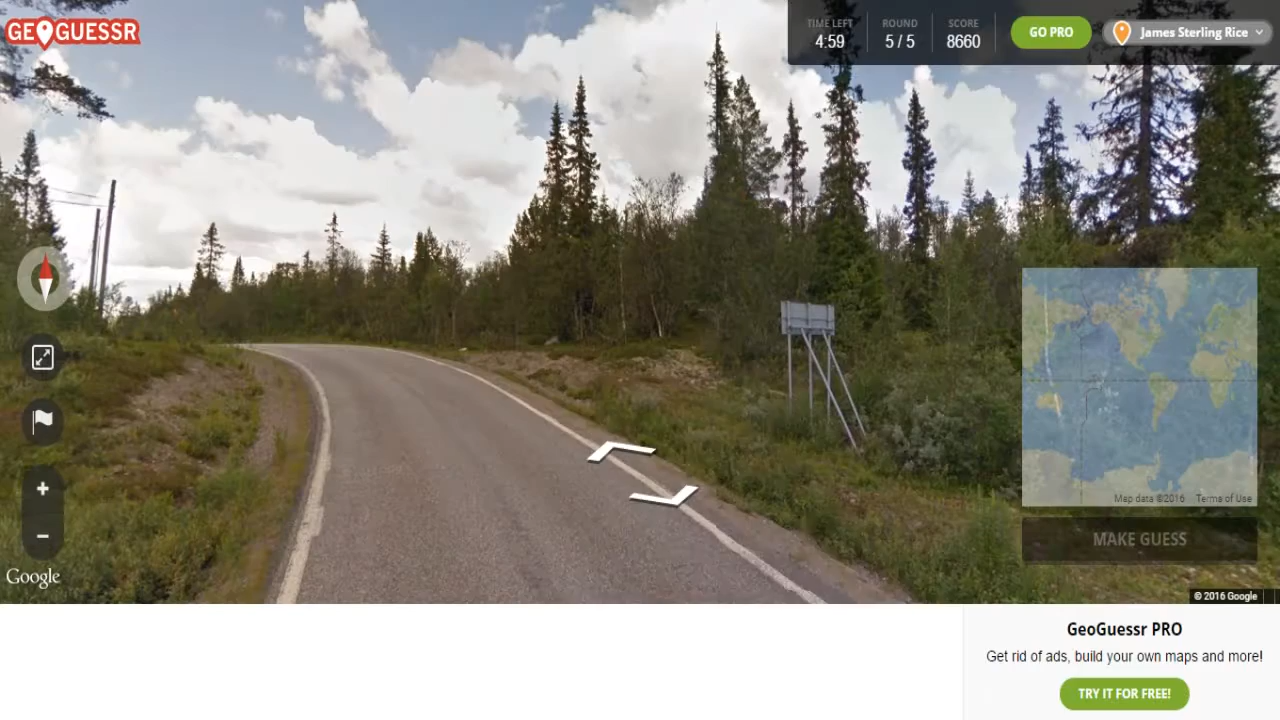 GEOGUESSR
TIME LEFT
4:59
ROUND
5 / 5
SCORE
8660
GO PRO
James Sterling Rice
+
−
Google
Map data ©2016 Terms of Use
MAKE GUESS
© 2016 Google
GeoGuessr PRO
Get rid of ads, build your own maps and more!
TRY IT FOR FREE!